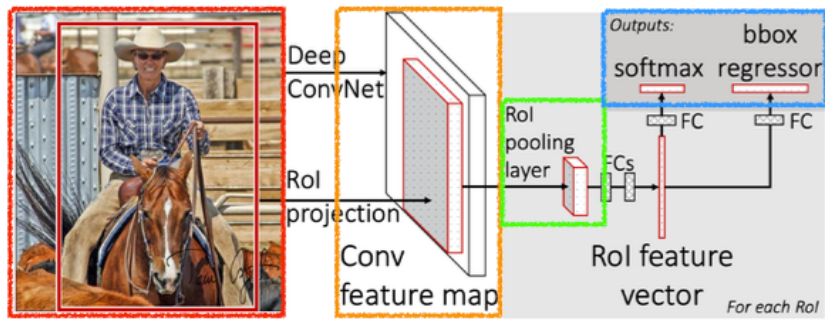 Deep
ConvNet
RoI
projection
Conv
feature map
RoI
pooling
layer
FCs
RoI feature
vector
Outputs:
softmax
bbox
regressor
FC
FC
For each RoI